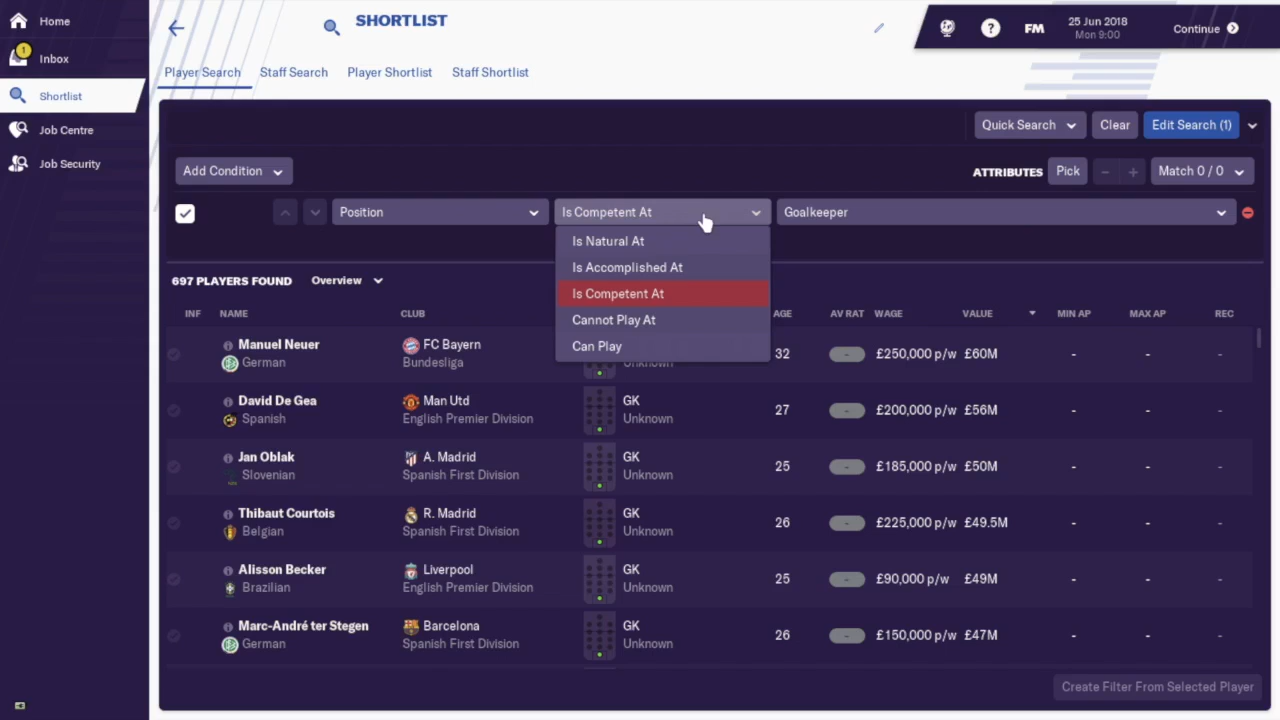 Home
1
Inbox
Shortlist
Job Centre
Job Security
SHORTLIST
FM
25 Jun 2018
Mon 9:00
Continue
Player Search
Staff Search
Player Shortlist
Staff Shortlist
Quick Search
Clear
Edit Search (1)
Add Condition
ATTRIBUTES
Pick
Match 0 / 0
Position
Is Competent At
Goalkeeper
Is Natural At
Is Accomplished At
Is Competent At
Cannot Play At
Can Play
697 PLAYERS FOUND
Overview
INF NAME CLUB AGE AV RAT WAGE VALUE MIN AP MAX AP REC
Manuel Neuer FC Bayern 32 - £250,000 p/w £60M - - -
German Bundesliga Unknown
David De Gea Man Utd GK 27 - £200,000 p/w £56M - - -
Spanish English Premier Division Unknown
Jan Oblak A. Madrid GK 25 - £185,000 p/w £50M - - -
Slovenian Spanish First Division Unknown
Thibaut Courtois R. Madrid GK 26 - £225,000 p/w £49.5M - - -
Belgian Spanish First Division Unknown
Alisson Becker Liverpool GK 25 - £90,000 p/w £49M - - -
Brazilian English Premier Division Unknown
Marc-André ter Stegen Barcelona GK 26 - £150,000 p/w £47M - - -
German Spanish First Division Unknown
Create Filter From Selected Player